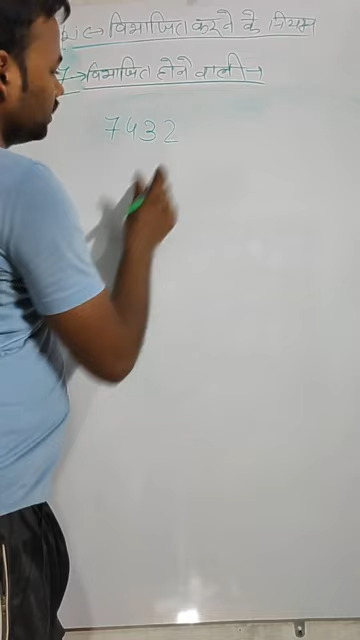 विभाजित करने के नियम
7→ विभाजित होने वाली→
7432